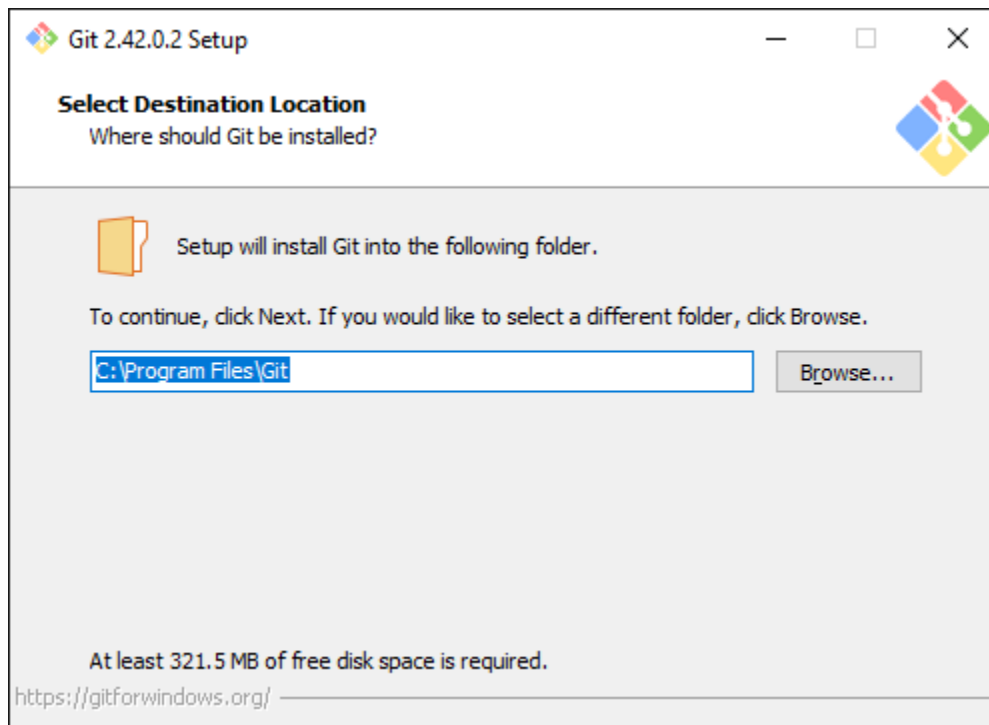 Git 2.42.0.2 Setup
Select Destination Location
Where should Git be installed?
Setup will install Git into the following folder.
To continue, click Next. If you would like to select a different folder, click Browse.
C:\Program Files\Git
Browse...
At least 321.5 MB of free disk space is required.
https://gitforwindows.org/